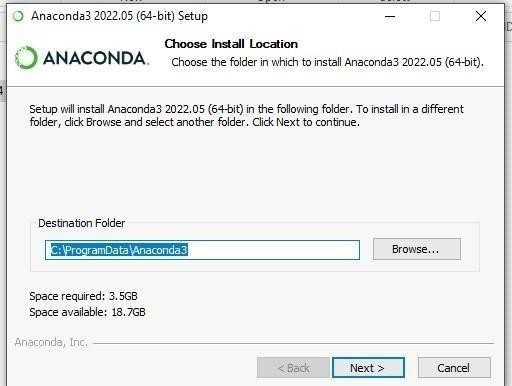 Anaconda3 2022.05 (64-bit) Setup
ANACONDA.
Choose Install Location
Choose the folder in which to install Anaconda3 2022.05 (64-bit).
Setup will install Anaconda3 2022.05 (64-bit) in the following folder. To install in a different
folder, click Browse and select another folder. Click Next to continue.
Destination Folder
C:\ProgramData\Anaconda3
Browse...
Space required: 3.5GB
Space available: 18.7GB
Anaconda, Inc.
< Back
Next >
Cancel